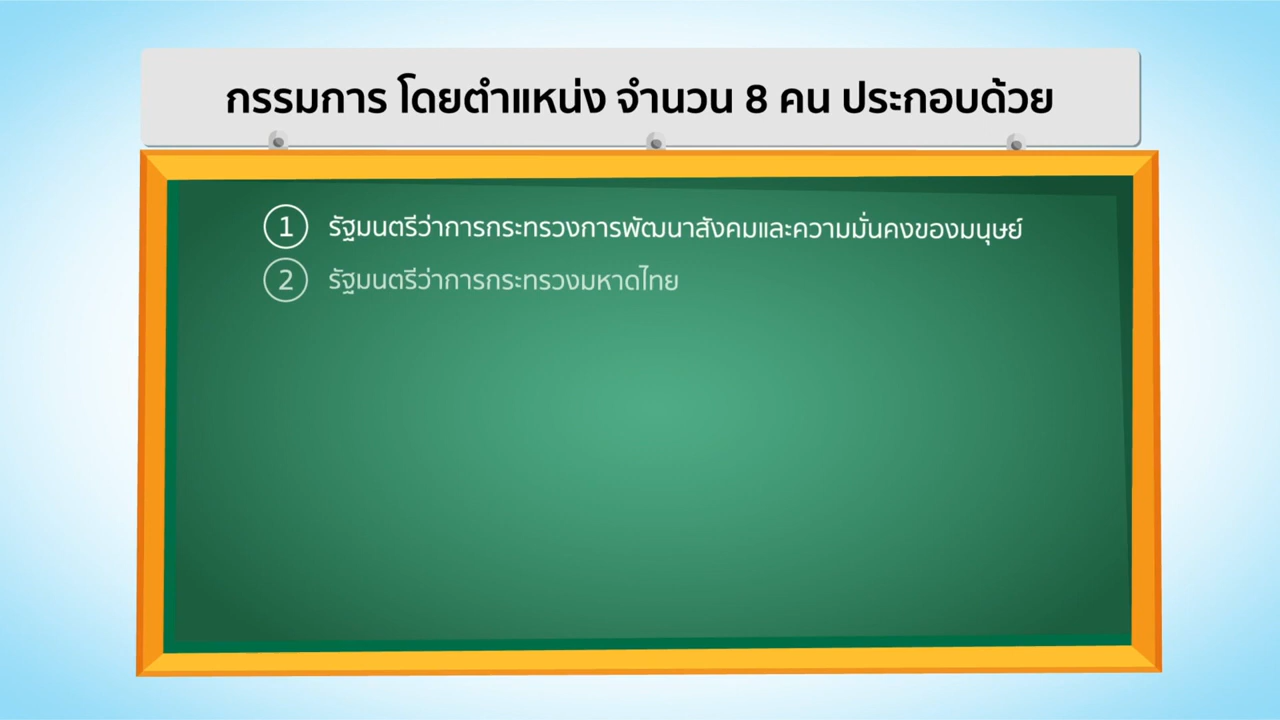 กรรมการ โดยตำแหน่ง จำนวน 8 คน ประกอบด้วย
1 รัฐมนตรีว่าการกระทรวงการพัฒนาสังคมและความมั่นคงของมนุษย์
2 รัฐมนตรีว่าการกระทรวงมหาดไทย